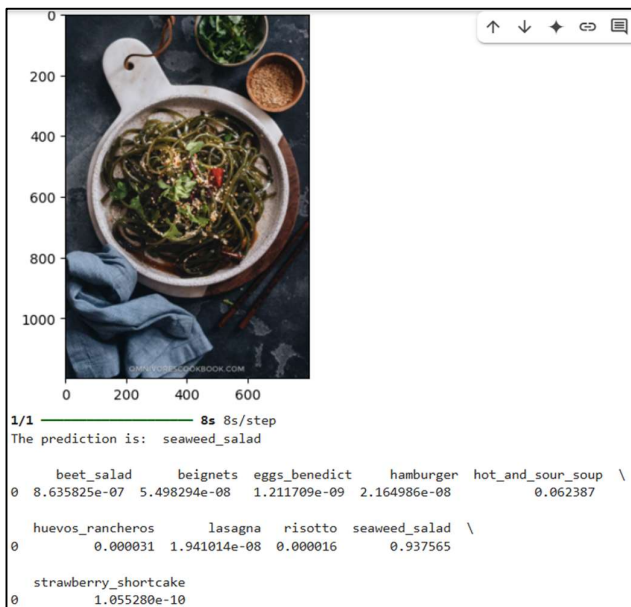 0
200
400
600
800
1000
OMNIVORESCOOKBOOK.COM
0 200 400 600
1/1 ━━━━━━━━━━━━━━━━━━━━ 8s 8s/step
The prediction is:  seaweed_salad
beet_salad beignets eggs_benedict hamburger hot_and_sour_soup \
0 8.635825e-07 5.498294e-08 1.211709e-09 2.164986e-08 0.062387
huevos_rancheros lasagna risotto seaweed_salad \
0 0.000031 1.941014e-08 0.000016 0.937565
strawberry_shortcake
0 1.055280e-10